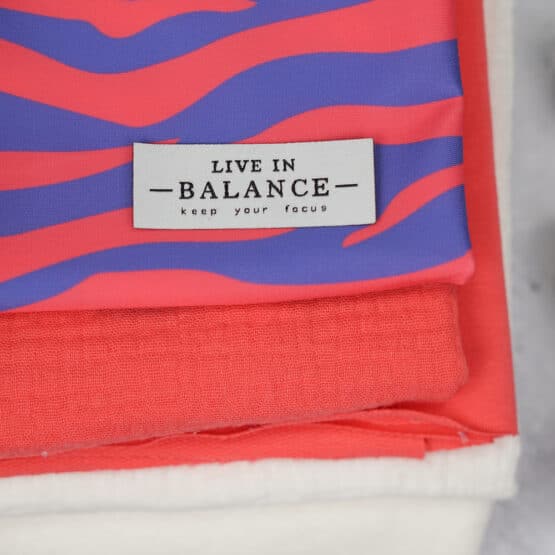 LIVE IN
— BALANCE —
keep your focus